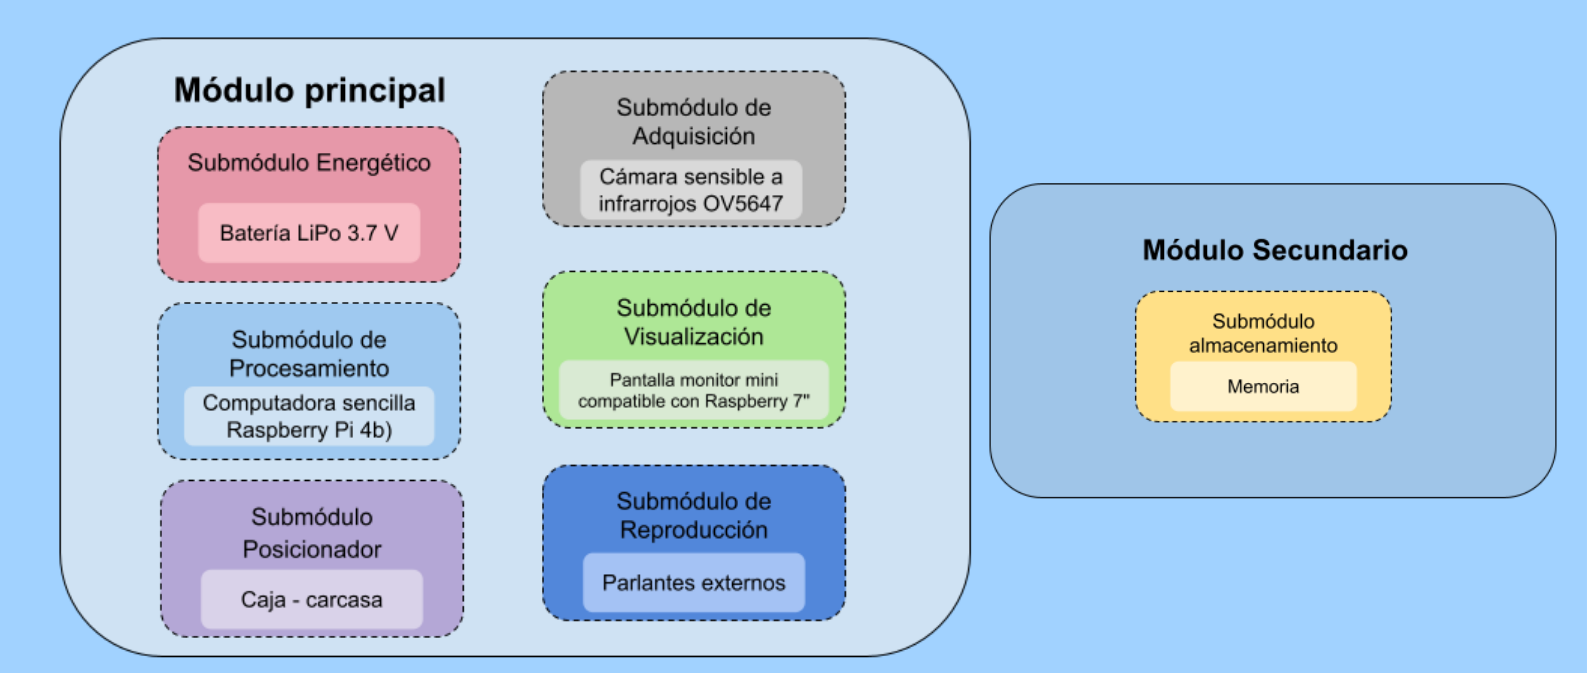 Módulo principal
Submódulo Energético
Batería LiPo 3.7 V
Submódulo de
Procesamiento
Computadora sencilla
Raspberry Pi 4b)
Submódulo
Posicionador
Caja - carcasa
Submódulo de
Adquisición
Cámara sensible a
infrarrojos OV5647
Submódulo de
Visualización
Pantalla monitor mini
compatible con Raspberry 7"
Submódulo de
Reproducción
Parlantes externos
Módulo Secundario
Submódulo
almacenamiento
Memoria